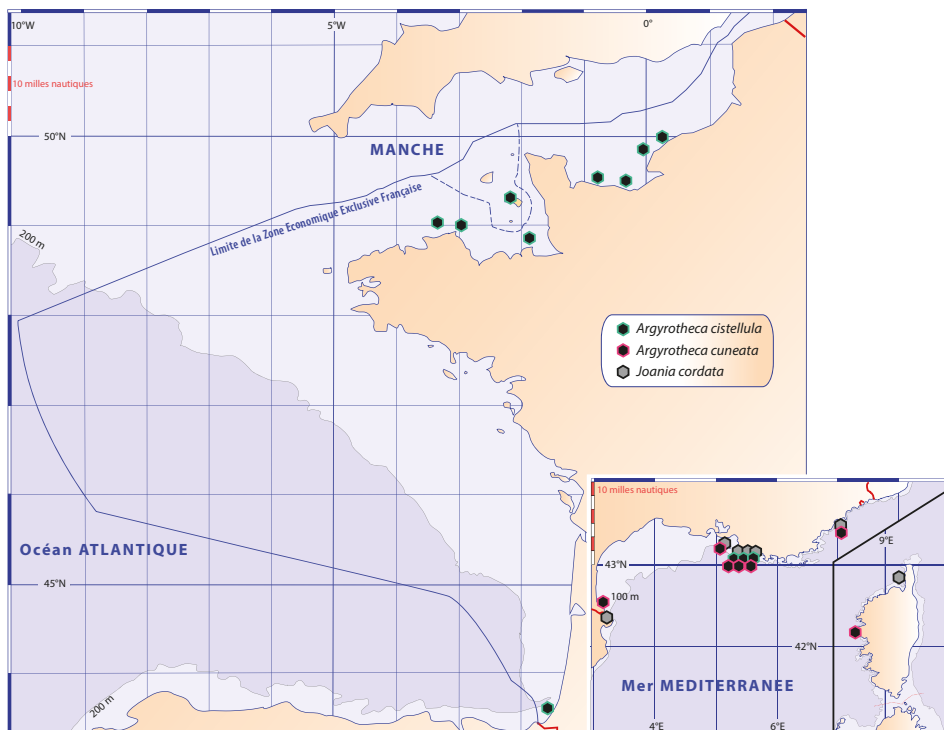 10°W
5°W
0°
10 milles nautiques
50°N
MANCHE
Limite de la Zone Economique Exclusive Française
200 m
Argyrotheca cistellula
Argyrotheca cuneata
Joania cordata
10 milles nautiques
9°E
Océan ATLANTIQUE
43°N
45°N
100 m
42°N
Mer MEDITERRANEE
200 m
4°E
6°E